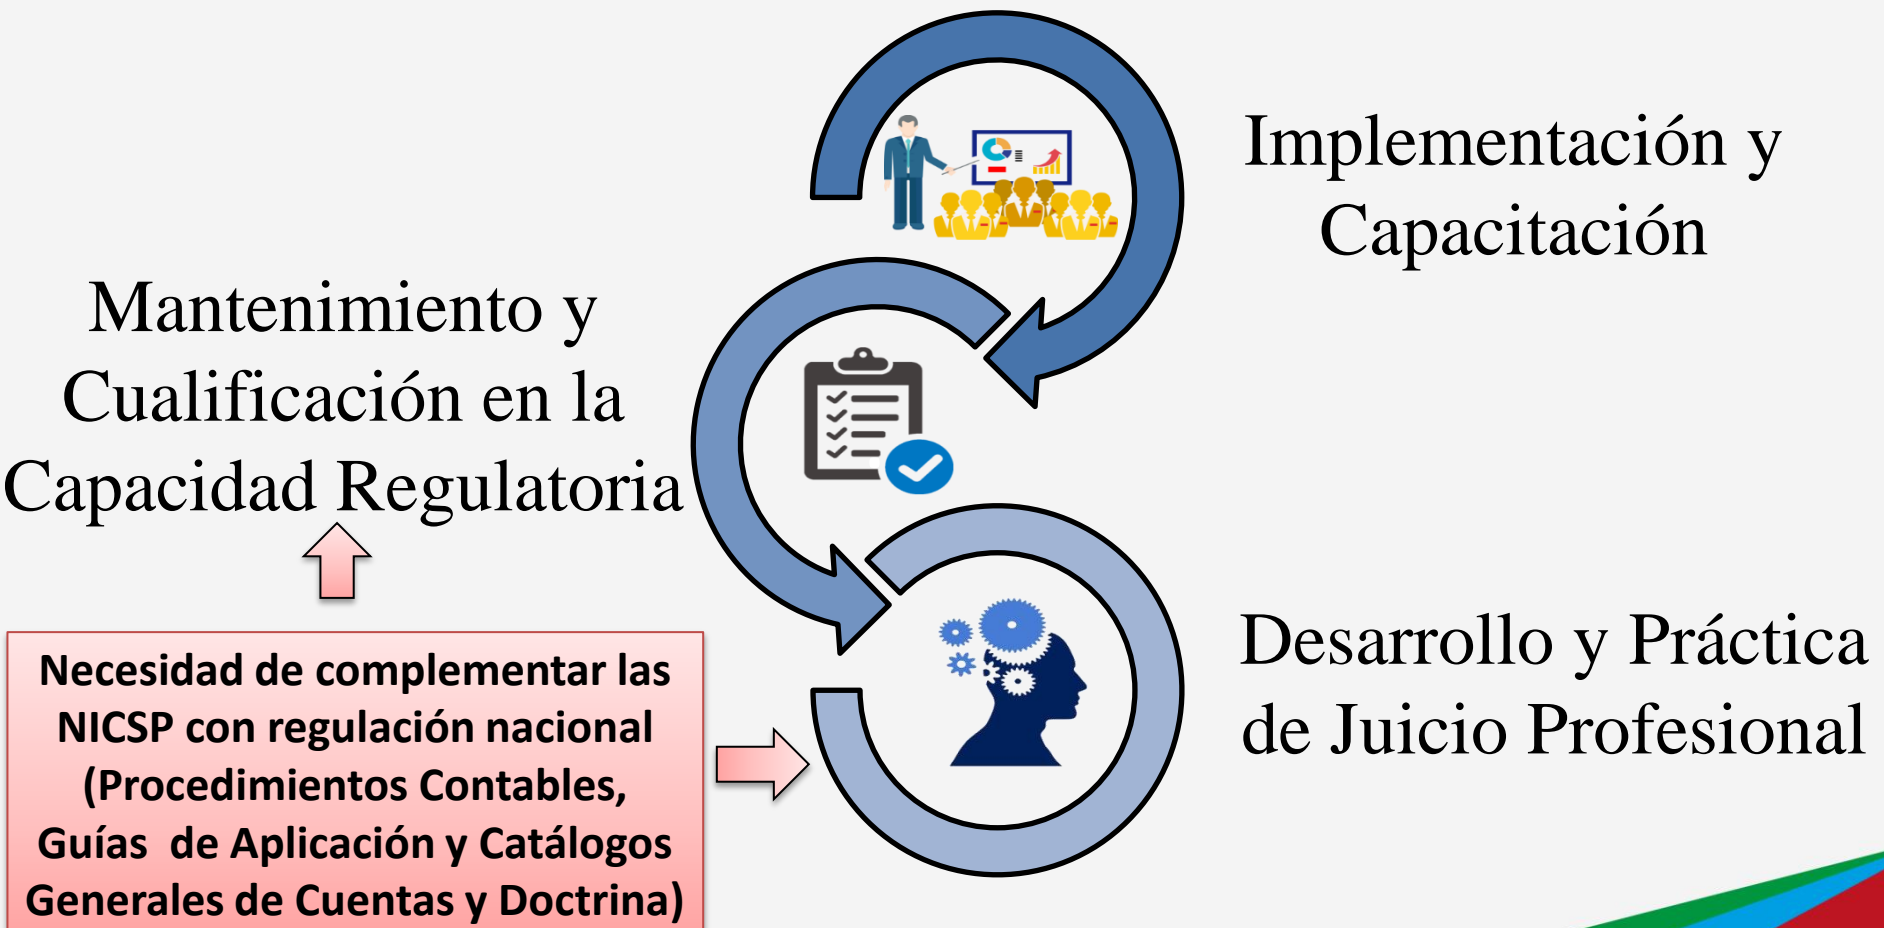 Implementación y
Capacitación
Mantenimiento y
Cualificación en la
Capacidad Regulatoria
Necesidad de complementar las
NICSP con regulación nacional
(Procedimientos Contables,
Guías de Aplicación y Catálogos
Generales de Cuentas y Doctrina)
Desarrollo y Práctica
de Juicio Profesional